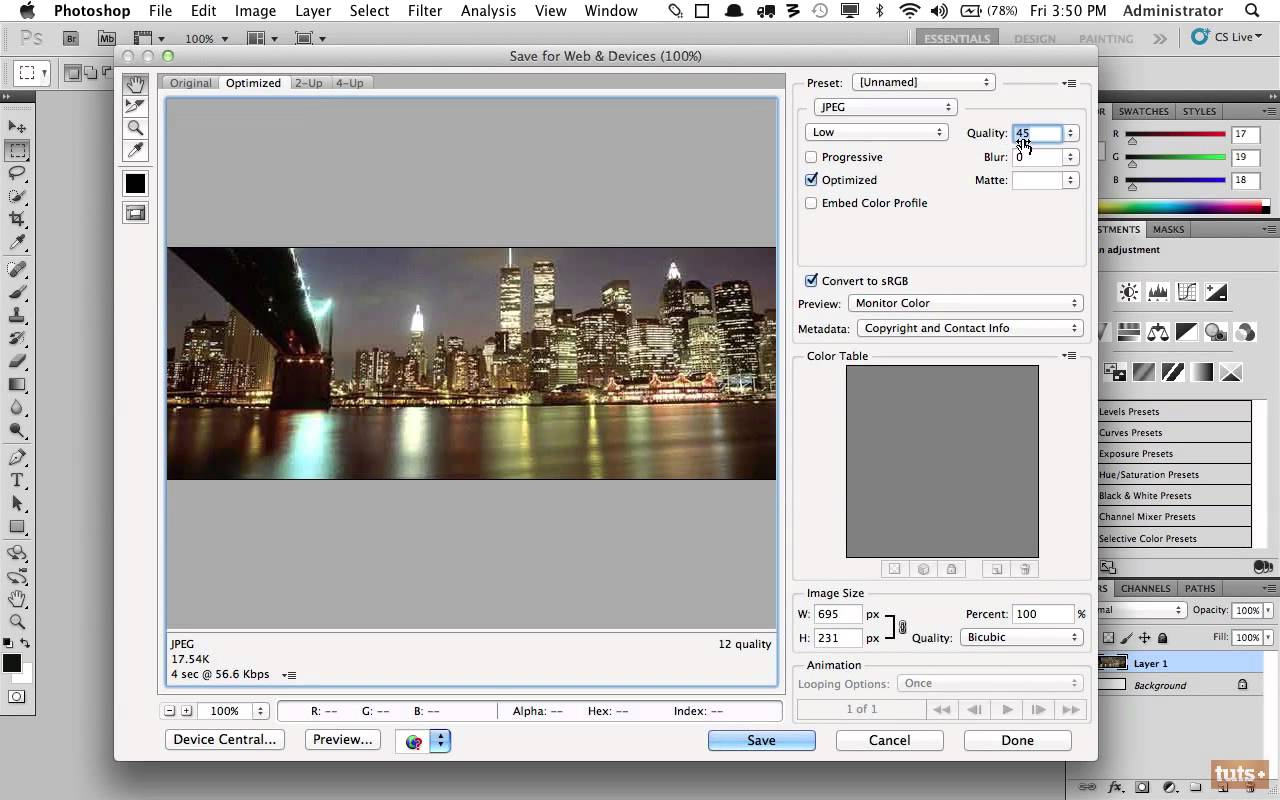 Photoshop File Edit Image Layer Select Filter Analysis View Window (78%) Fri 3:50 PM Administrator
Ps Br Mb 100% ESSENTIALS DESIGN PAINTING CS Live
Save for Web & Devices (100%)
Original Optimized 2-Up 4-Up
Preset: [Unnamed]
JPEG
Low Quality: 45
Progressive Blur: 0
Optimized Matte:
Embed Color Profile
Convert to sRGB
Preview: Monitor Color
Metadata: Copyright and Contact Info
Color Table
Image Size
W: 695 px Percent: 100 %
H: 231 px Quality: Bicubic
Animation
Looping Options: Once
1 of 1
JPEG 12 quality
17.54K
4 sec @ 56.6 Kbps
100% R: -- G: -- B: -- Alpha: -- Hex: -- Index: --
Device Central... Preview... Save Cancel Done
SWATCHES STYLES
R 17
G 19
B 18
MASKS
adjustment
Levels Presets
Curves Presets
Exposure Presets
Hue/Saturation Presets
Black & White Presets
Channel Mixer Presets
Selective Color Presets
CHANNELS PATHS
Opacity: 100%
Fill: 100%
Layer 1
Background
T
fx
tuts+